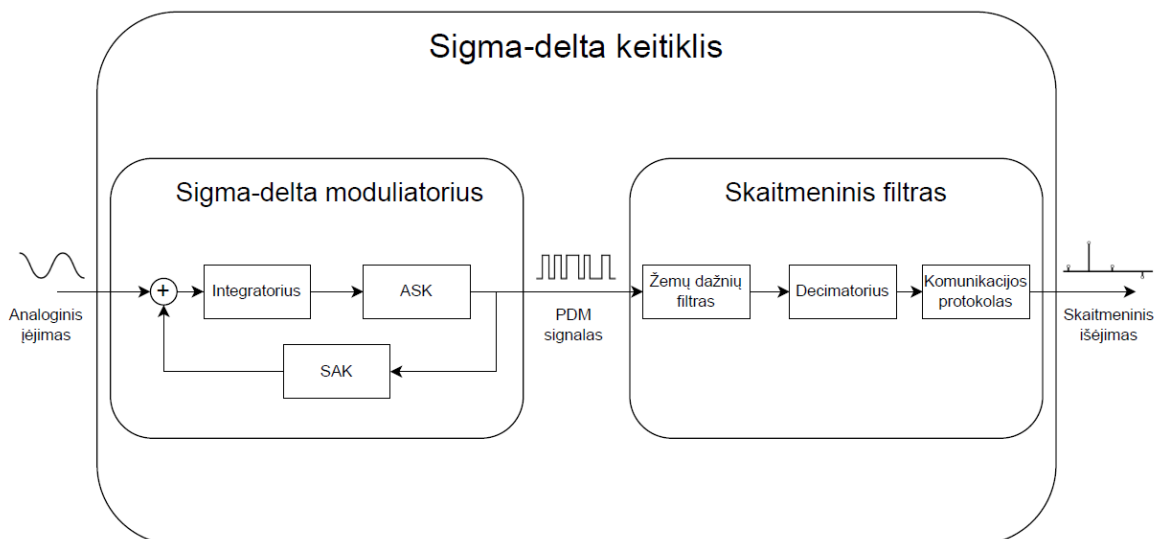 Sigma-delta keitiklis
Sigma-delta moduliatorius
Skaitmeninis filtras
Analoginis
įėjimas
+
Integratorius
ASK
SAK
PDM
signalas
Žemų dažnių
filtras
Decimatorius
Komunikacijos
protokolas
Skaitmeninis
išėjimas